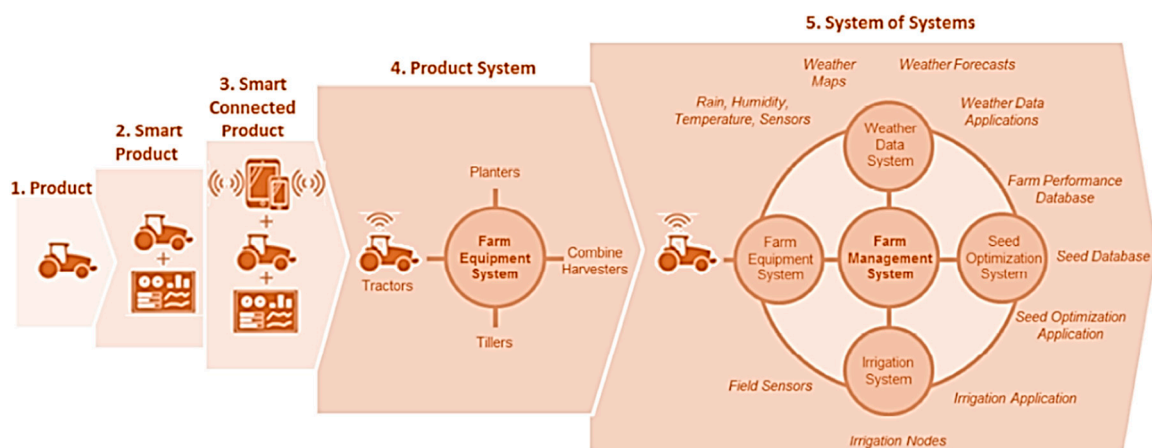 1. Product
2. Smart
Product
3. Smart
Connected
Product
4. Product System
Planters
Tractors
Farm
Equipment
System
Combine
Harvesters
Tillers
5. System of Systems
Weather
Maps
Weather Forecasts
Rain, Humidity,
Temperature, Sensors
Weather Data
Applications
Weather
Data
System
Farm Performance
Database
Farm
Equipment
System
Farm
Management
System
Seed
Optimization
System
Seed Database
Seed Optimization
Application
Irrigation
System
Field Sensors
Irrigation Application
Irrigation Nodes